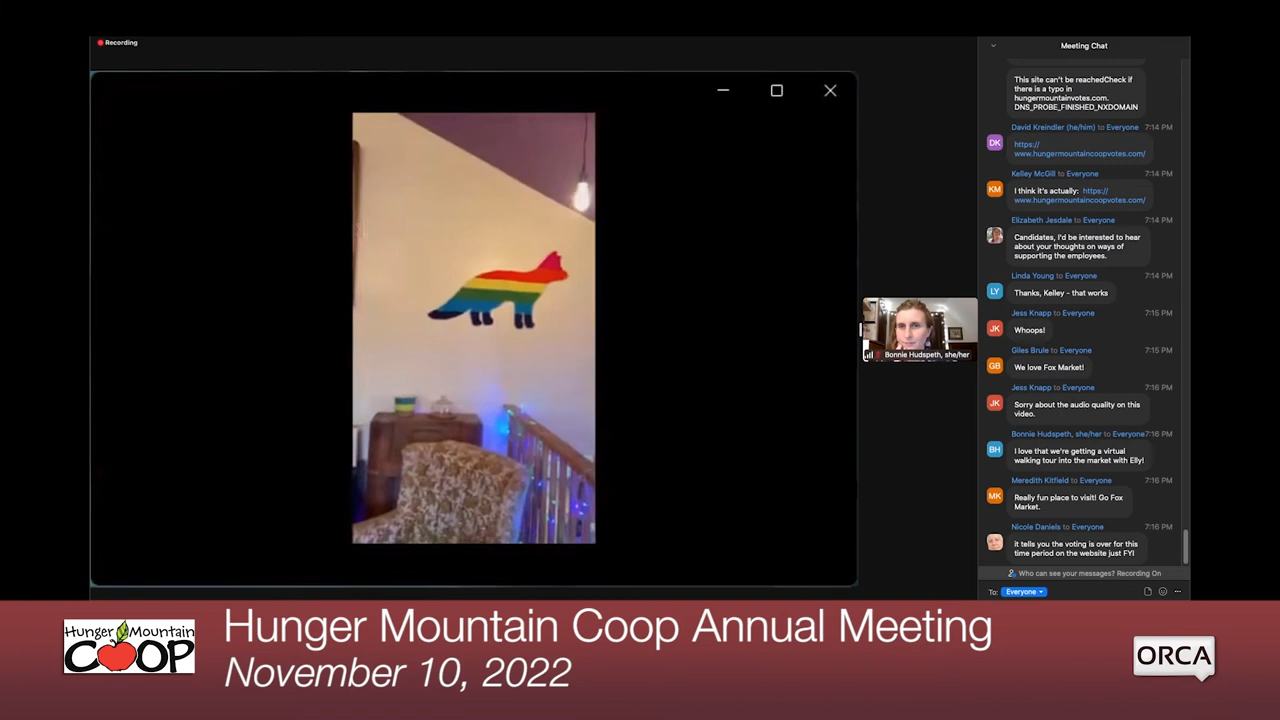 Recording
Meeting Chat
This site can't be reachedCheck if
there is a typo in
hungermountainvotes.com.
DNS_PROBE_FINISHED_NXDOMAIN
David Kreindler (he/him) to Everyone 7:14 PM
DK
https://
www.hungermountaincoopvotes.com/
Kelley McGill to Everyone 7:14 PM
KM
I think it's actually: https://
www.hungermountaincoopvotes.com/
Elizabeth Jesdale to Everyone 7:14 PM
Candidates, I'd be interested to hear
about your thoughts on ways of
supporting the employees.
Linda Young to Everyone 7:14 PM
LY
Thanks, Kelley - that works
Jess Knapp to Everyone 7:15 PM
JK
Whoops!
Giles Brule to Everyone 7:15 PM
GB
We love Fox Market!
Jess Knapp to Everyone 7:16 PM
JK
Sorry about the audio quality on this
video.
Bonnie Hudspeth, she/her to Everyone 7:16 PM
BH
I love that we're getting a virtual
walking tour into the market with Elly!
Meredith Kitfield to Everyone 7:16 PM
MK
Really fun place to visit! Go Fox
Market.
Nicole Daniels to Everyone 7:16 PM
it tells you the voting is over for this
time period on the website just FYI
Who can see your messages? Recording On
To: Everyone
Bonnie Hudspeth, she/her
Hunger Mountain
COOP
Hunger Mountain Coop Annual Meeting
November 10, 2022
ORCA